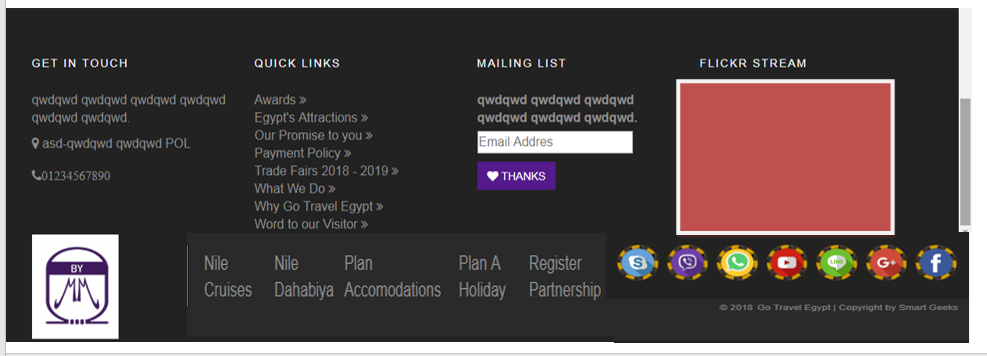 GET IN TOUCH
qwdqwd qwdqwd qwdqwd qwdqwd
qwdqwd qwdqwd.
asd-qwdqwd qwdqwd POL
01234567890
QUICK LINKS
Awards »
Egypt's Attractions »
Our Promise to you »
Payment Policy »
Trade Fairs 2018 - 2019 »
What We Do »
Why Go Travel Egypt »
Word to our Visitor »
MAILING LIST
qwdqwd qwdqwd qwdqwd
qwdqwd qwdqwd qwdqwd.
Email Addres
THANKS
FLICKR STREAM
BY
MM
Nile
Cruises
Nile
Dahabiya
Plan
Accomodations
Plan A
Holiday
Register
Partnership
S
LINE
G+
f
© 2018 Go Travel Egypt | Copyright by Smart Geeks